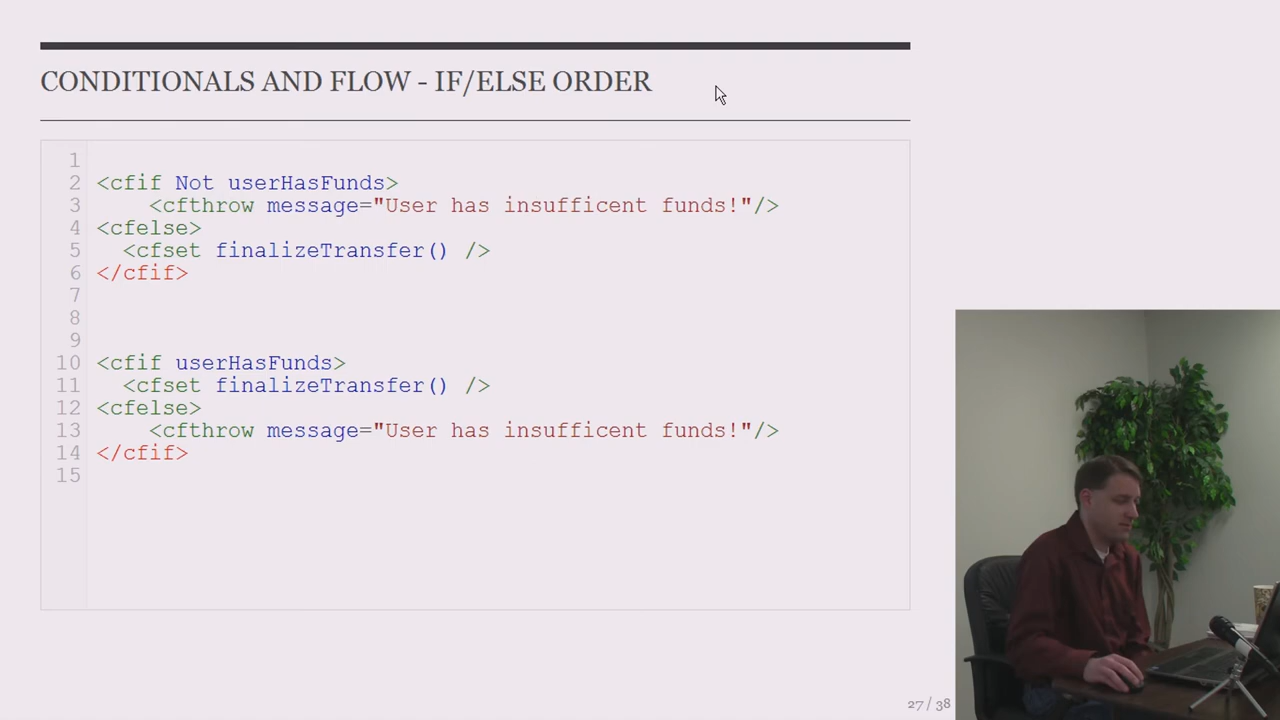 CONDITIONALS AND FLOW - IF/ELSE ORDER
1
2 <cfif Not userHasFunds>
3     <cfthrow message="User has insufficent funds!"/>
4 <cfelse>
5   <cfset finalizeTransfer() />
6 </cfif>
7
8
9
10 <cfif userHasFunds>
11   <cfset finalizeTransfer() />
12 <cfelse>
13     <cfthrow message="User has insufficent funds!"/>
14 </cfif>
15
27 / 38